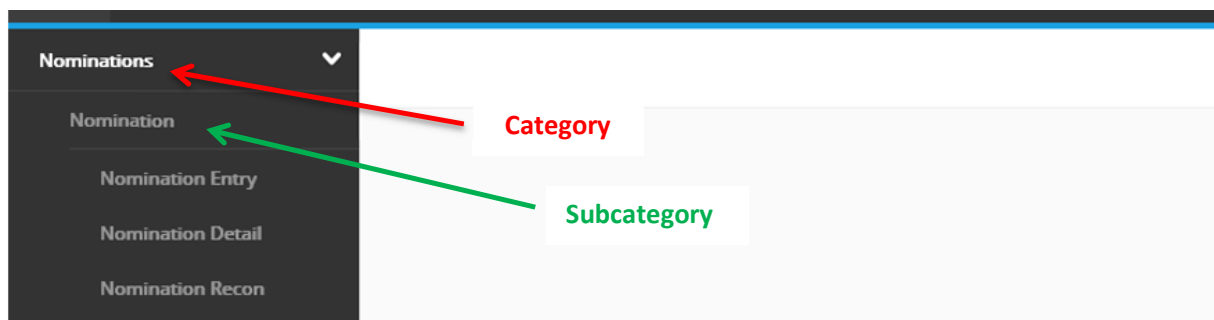 Nominations
Nomination
Category
Nomination Entry
Subcategory
Nomination Detail
Nomination Recon